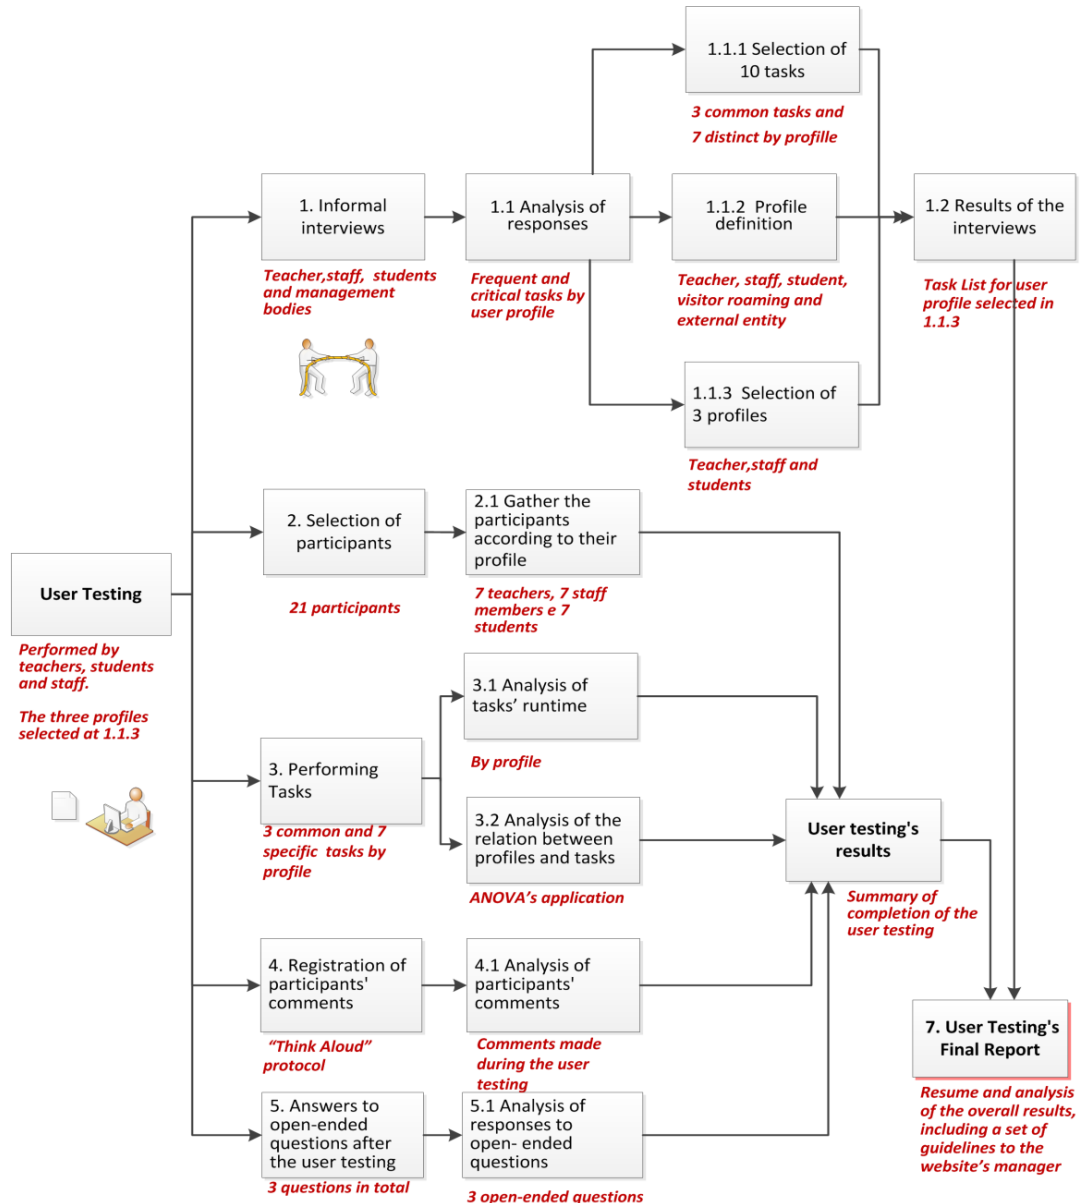 1.1.1 Selection of
10 tasks
3 common tasks and
7 distinct by profille
1. Informal
interviews
Teacher,staff,  students
and management
bodies
1.1 Analysis of
responses
Frequent and
critical tasks by
user profile
1.1.2  Profile
definition
Teacher, staff, student,
visitor roaming and
external entity
1.2 Results of the
interviews
Task List for user
profile selected in
1.1.3
1.1.3  Selection of
3 profiles
Teacher,staff and
students
2. Selection of
participants
21 participants
2.1 Gather the
participants
according to their
profile
7 teachers, 7 staff
members e 7
students
User Testing
Performed by
teachers, students
and staff.
The three profiles
selected at 1.1.3
3. Performing
Tasks
3 common and 7
specific  tasks by
profile
3.1 Analysis of
tasks’ runtime
By profile
3.2 Analysis of the
relation between
profiles and tasks
ANOVA’s application
User testing's
results
Summary of
completion of the
user testing
4. Registration of
participants'
comments
“Think Aloud”
protocol
4.1 Analysis of
participants'
comments
Comments made
during the user
testing
7. User Testing's
Final Report
Resume and analysis
of the overall results,
including a set of
guidelines to the
website’s manager
5. Answers to
open-ended
questions after
the user testing
3 questions in total
5.1 Analysis of
responses to
open- ended
questions
3 open-ended questions